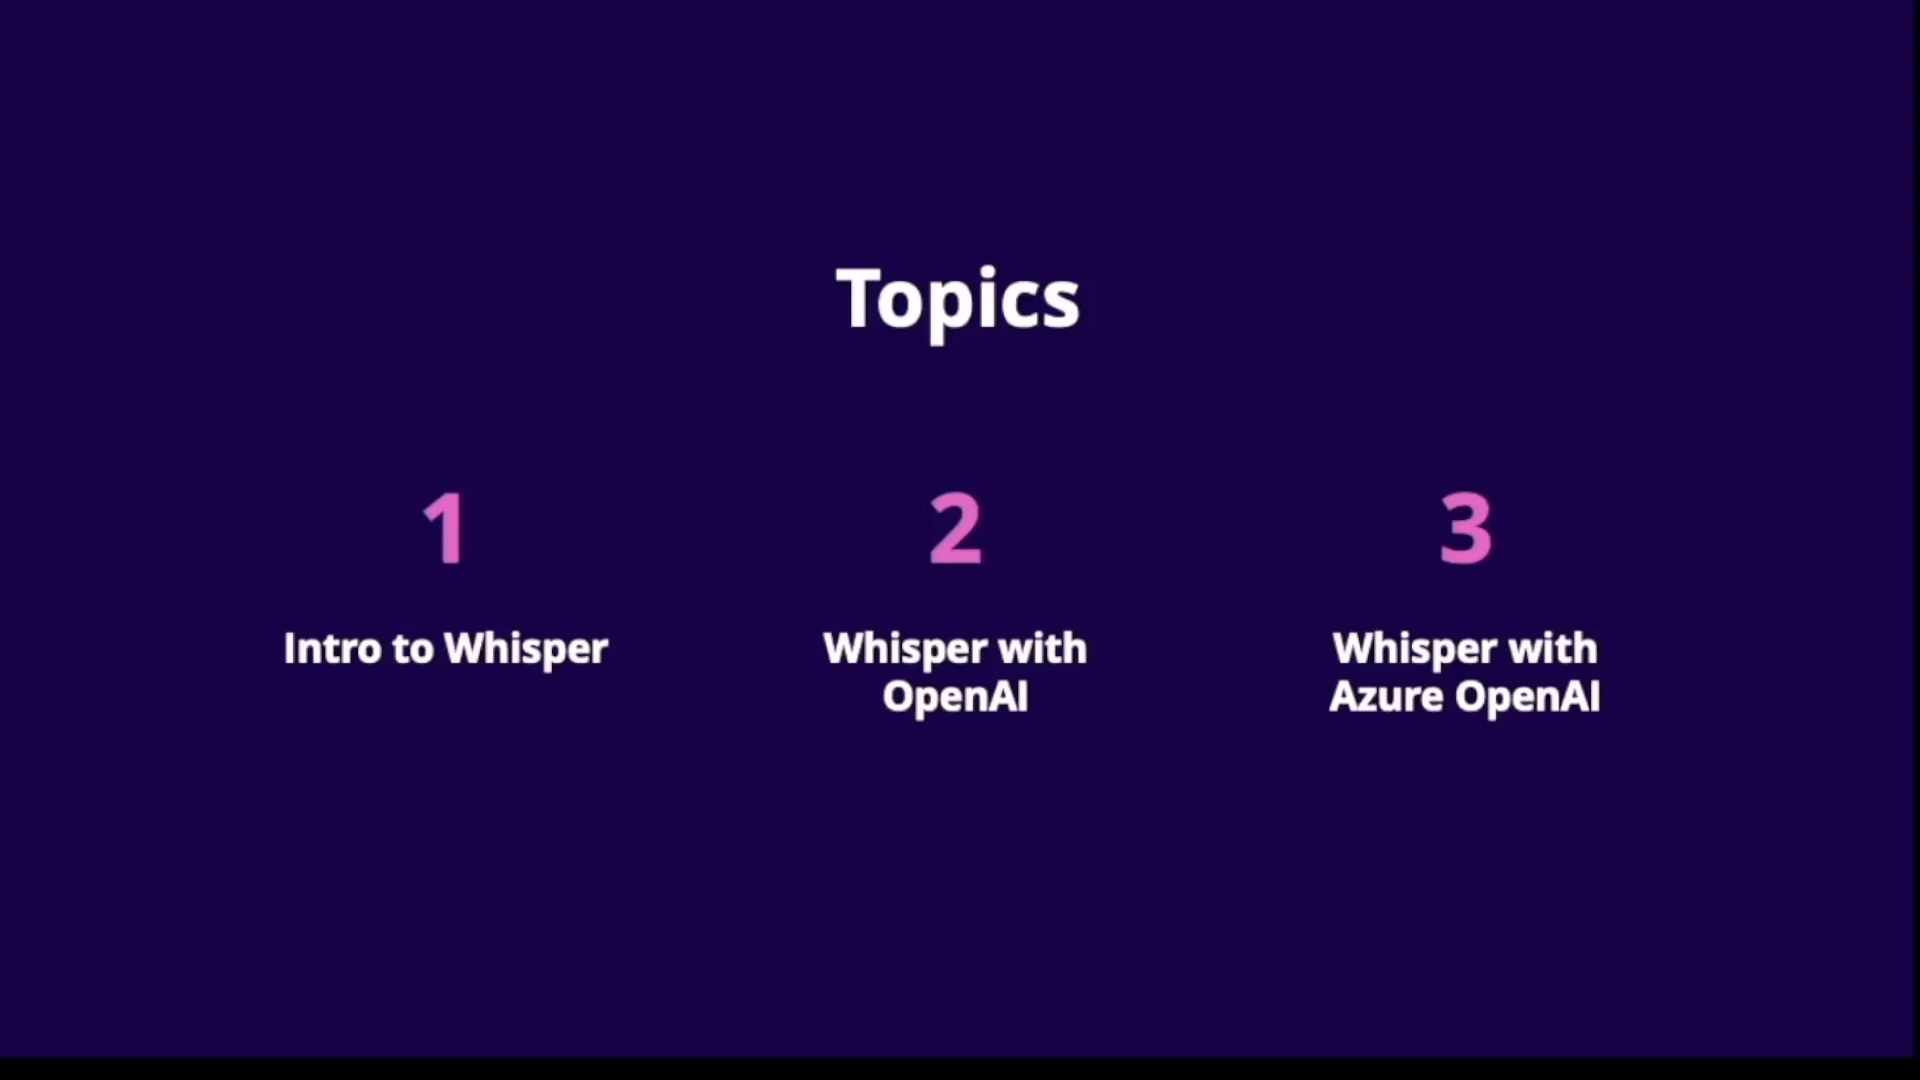 Topics
1
Intro to Whisper
2
Whisper with
OpenAI
3
Whisper with
Azure OpenAI